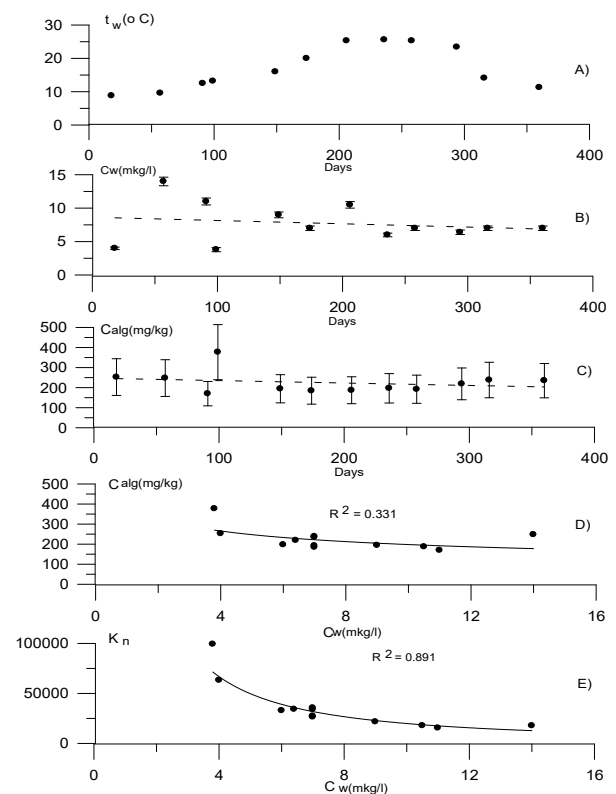 t w (o C)
30
20
10
0
A)
0 100 200 300 400
Days
Cw(mkg/l)
15
10
5
0
B)
0 100 200 300 400
Days
Calg(mg/kg)
500
400
300
200
100
0
C)
0 100 200 300 400
Days
C alg(mg/kg)
500
400
300
200
100
0
R 2 = 0.331
D)
0 4 8 12 16
Cw(mkg/l)
K n
100000
50000
0
R 2 = 0.891
E)
0 4 8 12 16
C w(mkg/l)